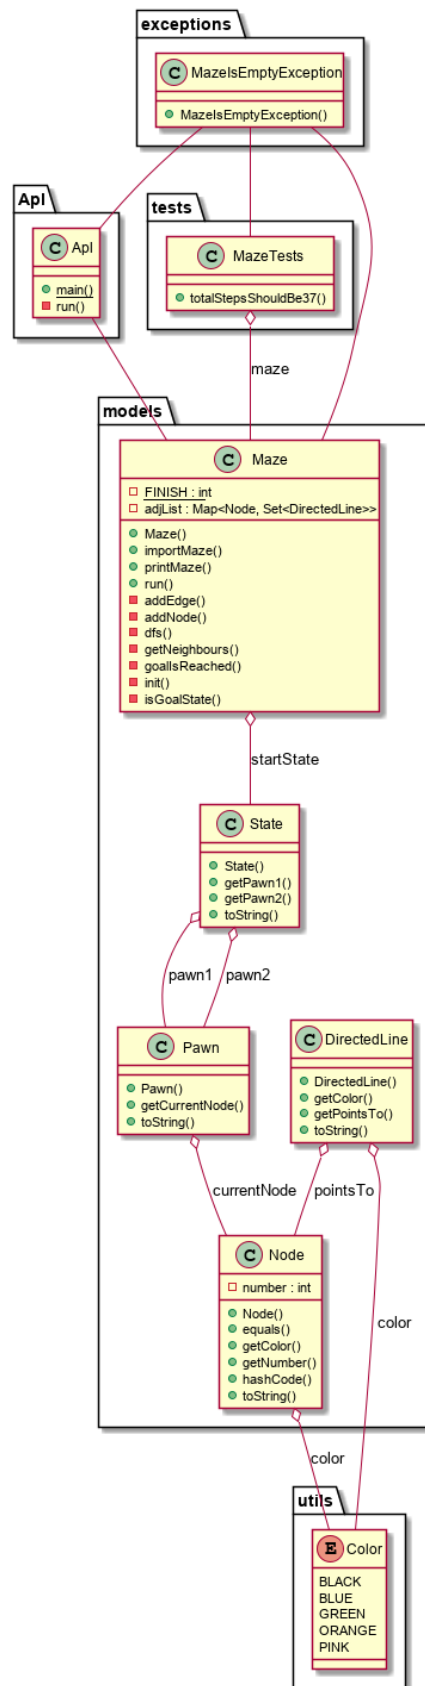 exceptions
C MazeIsEmptyException
MazeIsEmptyException()
Apl
C Apl
main()
run()
tests
C MazeTests
totalStepsShouldBe37()
maze
models
C Maze
FINISH : int
adjList : Map<Node, Set<DirectedLine>>
Maze()
importMaze()
printMaze()
run()
addEdge()
addNode()
dfs()
getNeighbours()
goalIsReached()
init()
isGoalState()
startState
C State
State()
getPawn1()
getPawn2()
toString()
pawn1
pawn2
C Pawn
Pawn()
getCurrentNode()
toString()
C DirectedLine
DirectedLine()
getColor()
getPointsTo()
toString()
currentNode
pointsTo
C Node
number : int
Node()
equals()
getColor()
getNumber()
hashCode()
toString()
color
color
utils
E Color
BLACK
BLUE
GREEN
ORANGE
PINK